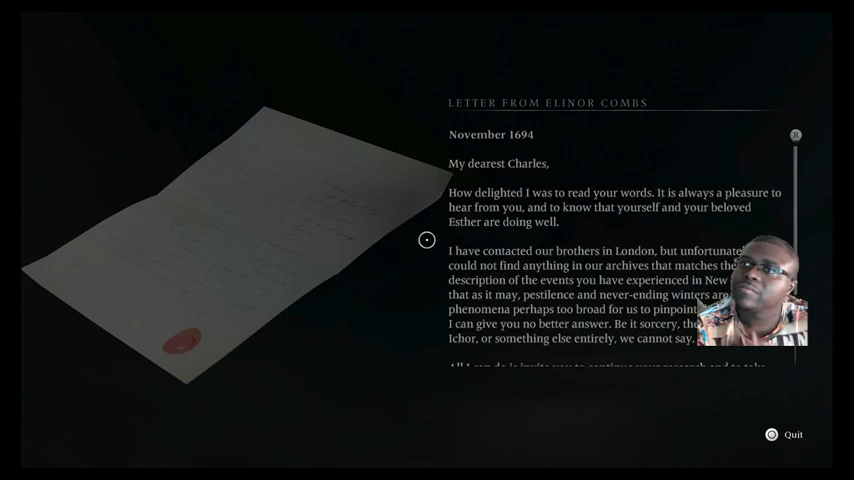 LETTER FROM ELINOR COMBS
November 1694
R
My dearest Charles,
How delighted I was to read your words. It is always a pleasure to
hear from you, and to know that yourself and your beloved
Esther are doing well.
I have contacted our brothers in London, but
could not find anything in our archives that matches the
description of the events you have experienced in New
that as it may, pestilence and never-ending winters are
phenomena perhaps too broad for us to pinpoint
I can give you no better answer. Be it sorcery,
Ichor, or something else entirely, we cannot say.
Quit